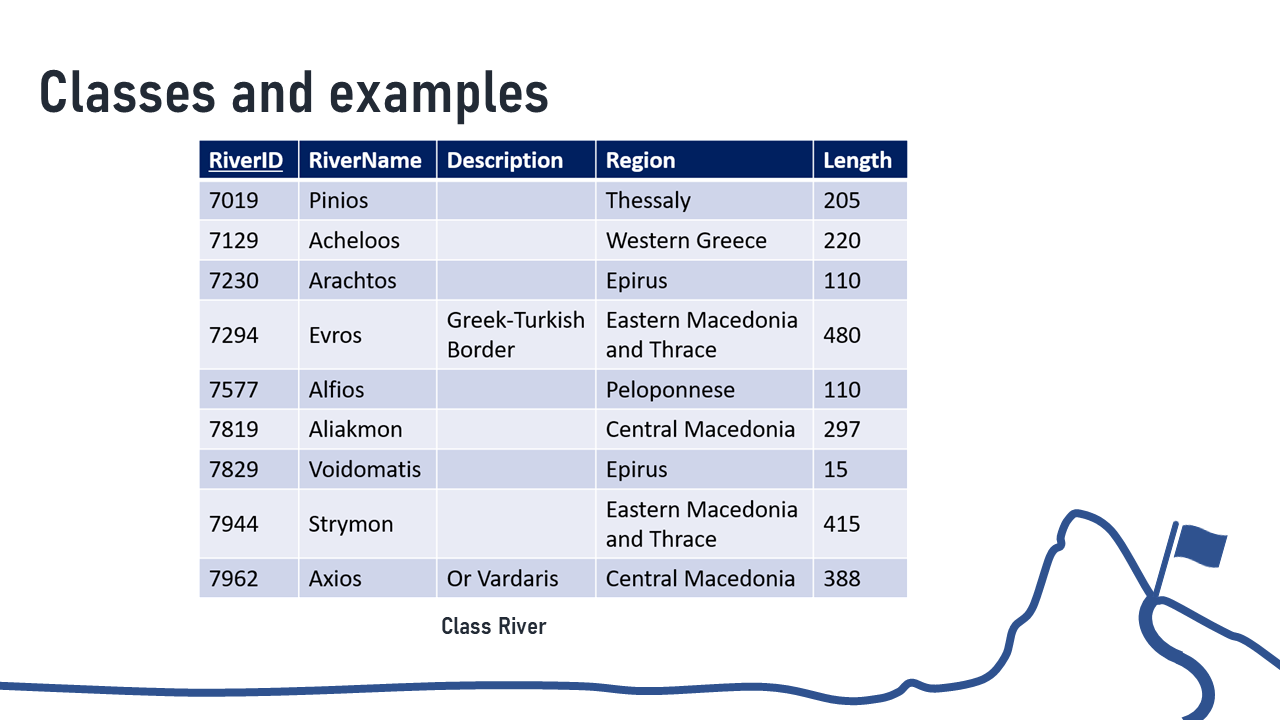 Classes and examples
RiverID RiverName Description Region Length
7019 Pinios Thessaly 205
7129 Acheloos Western Greece 220
7230 Arachtos Epirus 110
7294 Evros Greek-Turkish Border Eastern Macedonia and Thrace 480
7577 Alfios Peloponnese 110
7819 Aliakmon Central Macedonia 297
7829 Voidomatis Epirus 15
7944 Strymon Eastern Macedonia and Thrace 415
7962 Axios Or Vardaris Central Macedonia 388
Class River